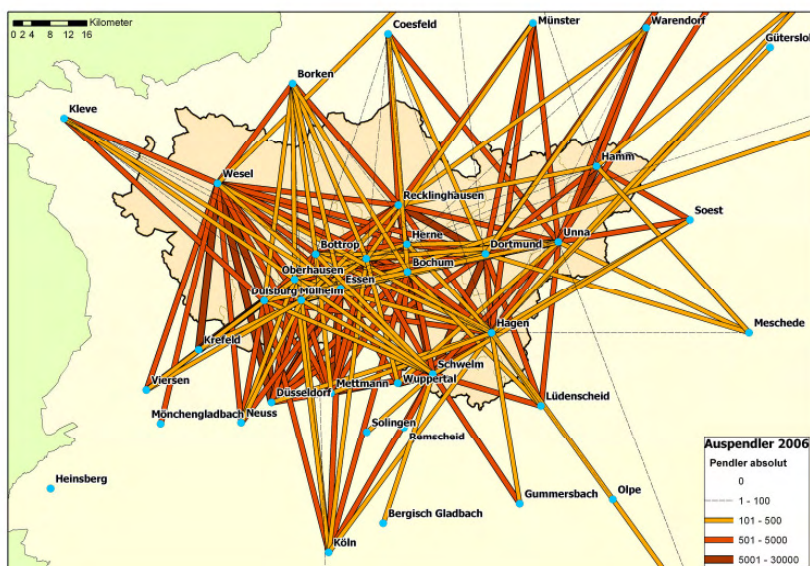 Kilometer
0 2 4 8 12 16
Coesfeld
Münster
Warendorf
Gütersloh
Borken
Kleve
Wesel
Hamm
Recklinghausen
Soest
Herne
Unna
Bottrop
Dortmund
Bochum
Oberhausen
Essen
Duisburg
Mülheim
Hagen
Meschede
Krefeld
Schwelm
Viersen
Mettmann
Wuppertal
Düsseldorf
Lüdenscheid
Mönchengladbach
Neuss
Solingen
Remscheid
Heinsberg
Gummersbach
Olpe
Bergisch Gladbach
Köln
Auspendler 2006
Pendler absolut
0
1 - 100
101 - 500
501 - 5000
5001 - 30000